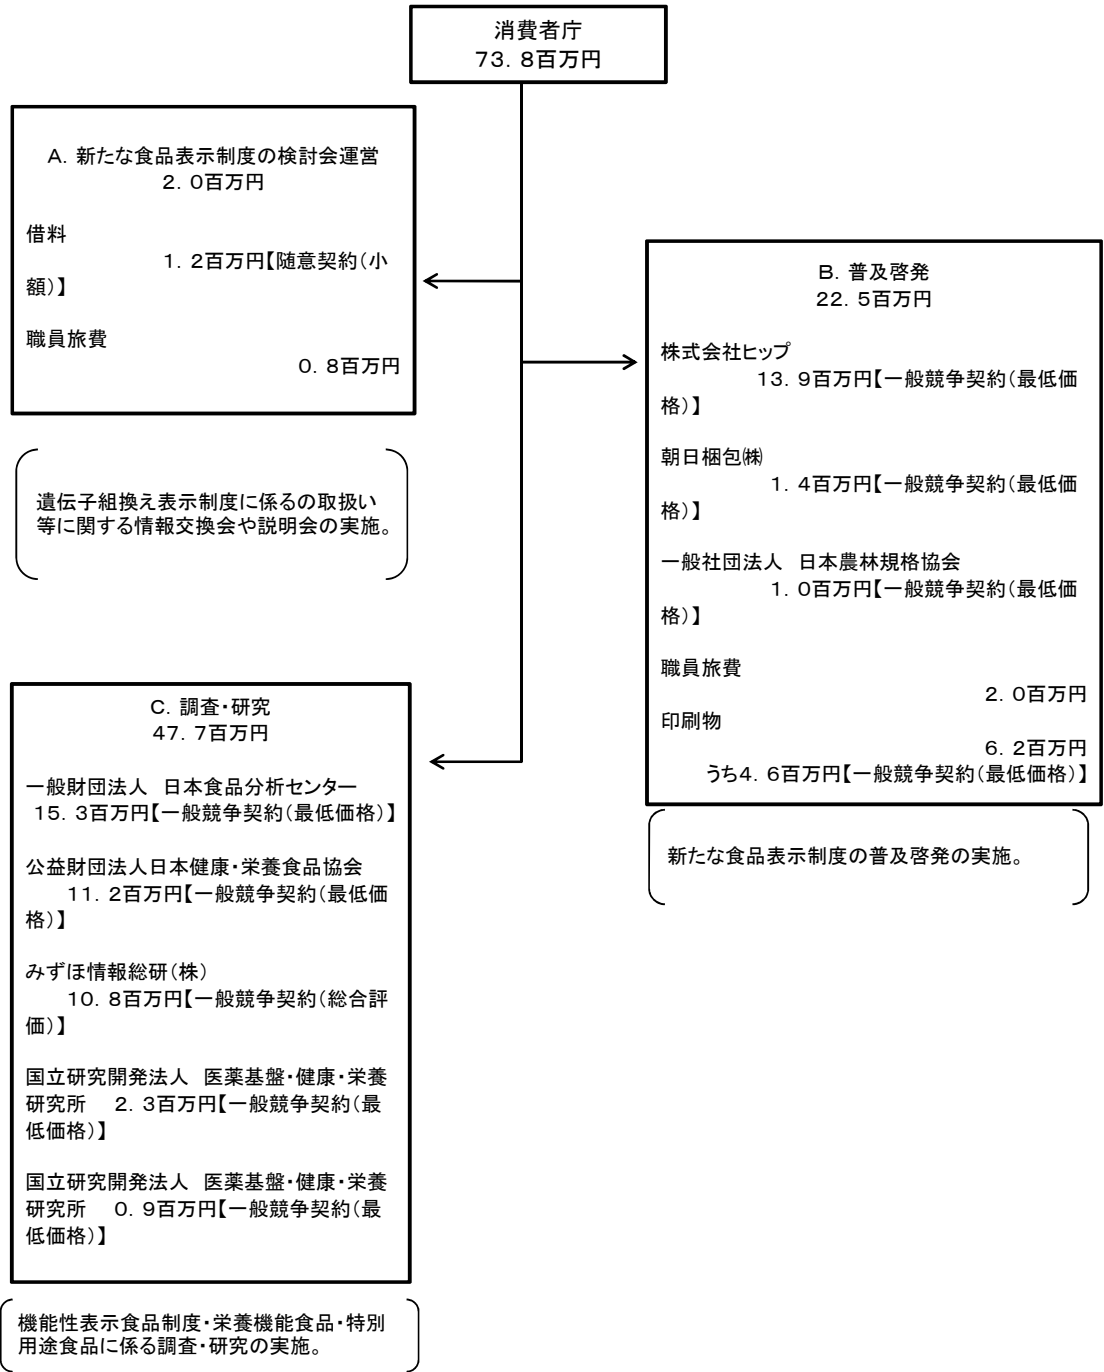 消費者庁
73．8百万円
A．新たな食品表示制度の検討会運営
2．0百万円
借料
1．2百万円【随意契約（小
額）】
職員旅費
0．8百万円
遺伝子組換え表示制度に係るの取扱い
等に関する情報交換会や説明会の実施。
B．普及啓発
22．5百万円
株式会社ヒップ
13．9百万円【一般競争契約（最低価
格）】
朝日梱包㈱
1．4百万円【一般競争契約（最低価
格）】
一般社団法人　日本農林規格協会
1．0百万円【一般競争契約（最低価
格）】
職員旅費
2．0百万円
印刷物
6．2百万円
うち4．6百万円【一般競争契約（最低価格）】
新たな食品表示制度の普及啓発の実施。
C．調査・研究
47．7百万円
一般財団法人　日本食品分析センター
15．3百万円【一般競争契約（最低価格）】
公益財団法人日本健康・栄養食品協会
11．2百万円【一般競争契約（最低価
格）】
みずほ情報総研（株）
10．8百万円【一般競争契約（総合評
価）】
国立研究開発法人　医薬基盤・健康・栄養
研究所　2．3百万円【一般競争契約（最
低価格）】
国立研究開発法人　医薬基盤・健康・栄養
研究所　0．9百万円【一般競争契約（最
低価格）】
機能性表示食品制度・栄養機能食品・特別
用途食品に係る調査・研究の実施。